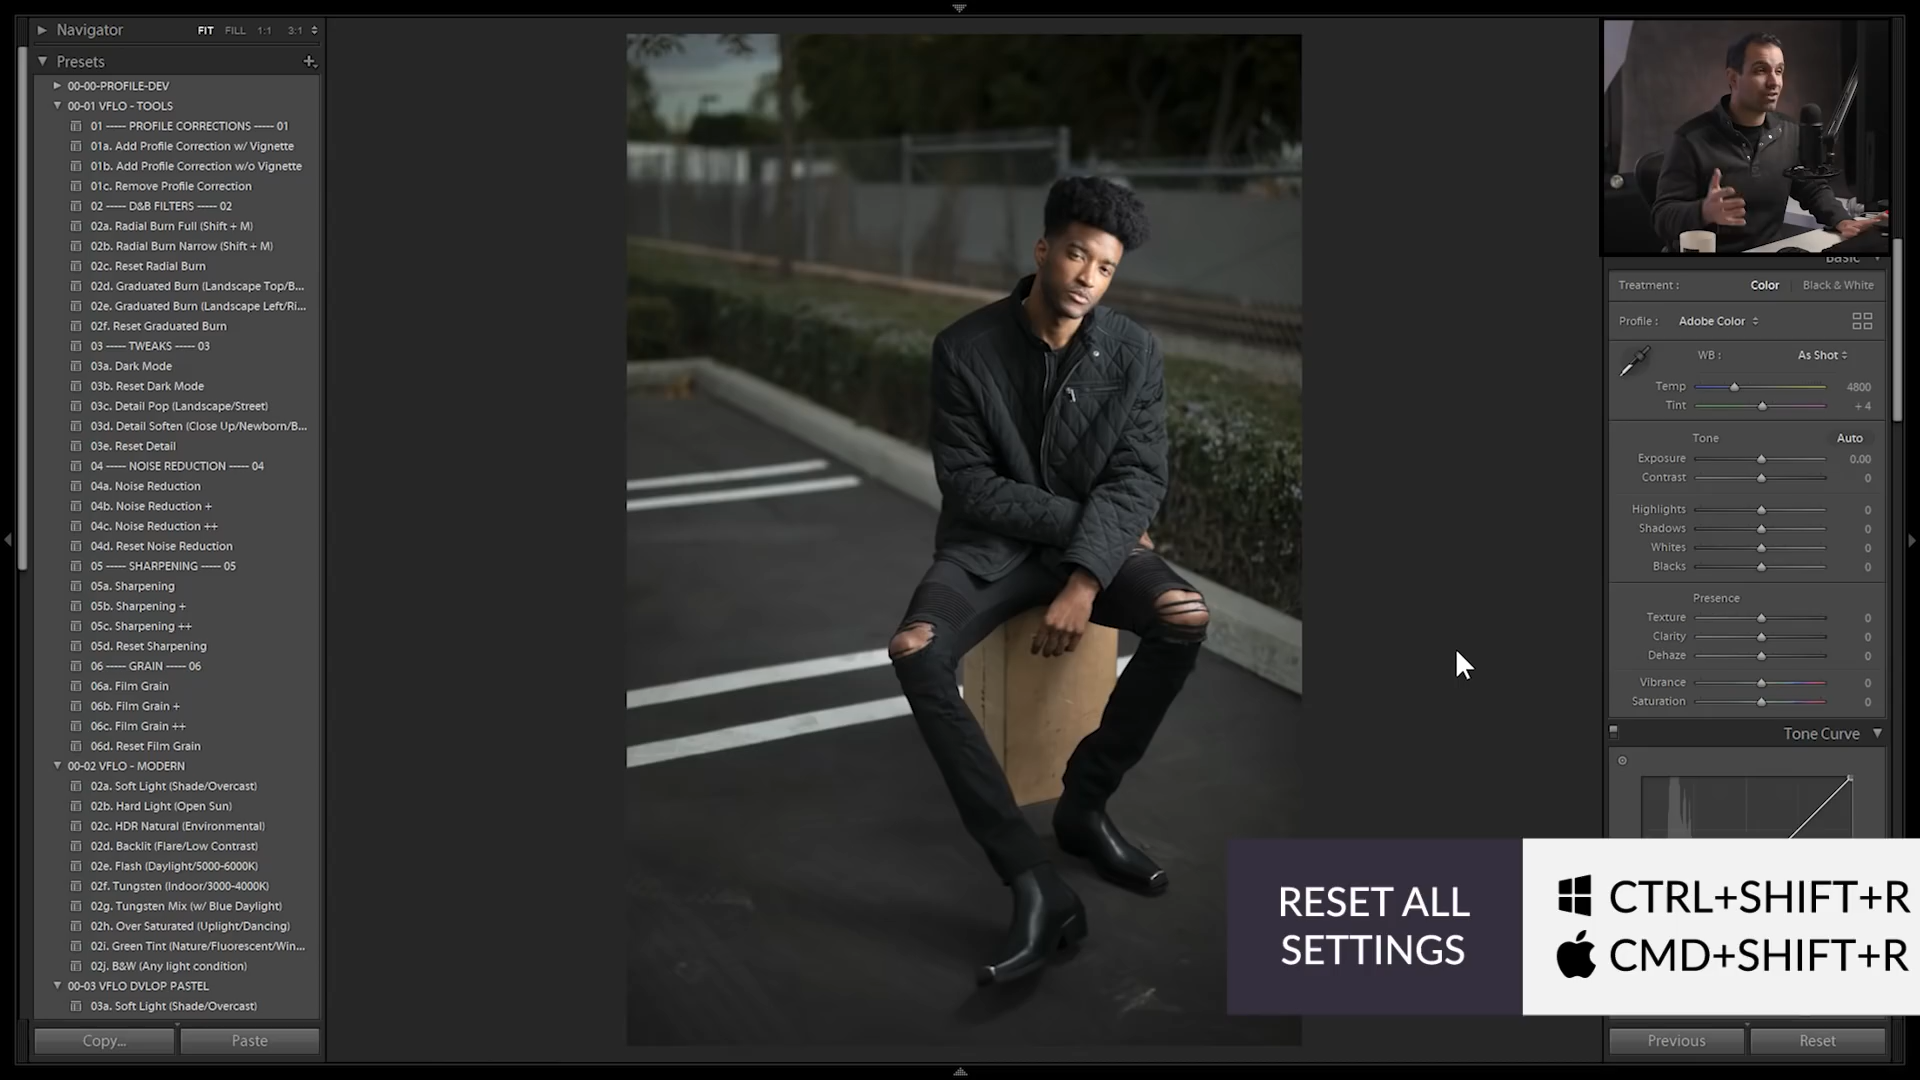 Navigator
FIT FILL 1:1 3:1
Presets
00-00-PROFILE-DEV
00-01 VFLO - TOOLS
01 ----- PROFILE CORRECTIONS ----- 01
01a. Add Profile Correction w/ Vignette
01b. Add Profile Correction w/o Vignette
01c. Remove Profile Correction
02 ----- D&B FILTERS ----- 02
02a. Radial Burn Full (Shift + M)
02b. Radial Burn Narrow (Shift + M)
02c. Reset Radial Burn
02d. Graduated Burn (Landscape Top/B...
02e. Graduated Burn (Landscape Left/Ri...
02f. Reset Graduated Burn
03 ----- TWEAKS ----- 03
03a. Dark Mode
03b. Reset Dark Mode
03c. Detail Pop (Landscape/Street)
03d. Detail Soften (Close Up/Newborn/B...
03e. Reset Detail
04 ----- NOISE REDUCTION ----- 04
04a. Noise Reduction
04b. Noise Reduction +
04c. Noise Reduction ++
04d. Reset Noise Reduction
05 ----- SHARPENING ----- 05
05a. Sharpening
05b. Sharpening +
05c. Sharpening ++
05d. Reset Sharpening
06 ----- GRAIN ----- 06
06a. Film Grain
06b. Film Grain +
06c. Film Grain ++
06d. Reset Film Grain
00-02 VFLO - MODERN
02a. Soft Light (Shade/Overcast)
02b. Hard Light (Open Sun)
02c. HDR Natural (Environmental)
02d. Backlit (Flare/Low Contrast)
02e. Flash (Daylight/5000-6000K)
02f. Tungsten (Indoor/3000-4000K)
02g. Tungsten Mix (w/ Blue Daylight)
02h. Over Saturated (Uplight/Dancing)
02i. Green Tint (Nature/Fluorescent/Win...
02j. B&W (Any light condition)
00-03 VFLO DVLOP PASTEL
03a. Soft Light (Shade/Overcast)
Copy... Paste
Basic
Treatment : Color Black & White
Profile : Adobe Color
WB : As Shot
Temp 4800
Tint + 4
Tone Auto
Exposure 0.00
Contrast 0
Highlights 0
Shadows 0
Whites 0
Blacks 0
Presence
Texture 0
Clarity 0
Dehaze 0
Vibrance 0
Saturation 0
Tone Curve
RESET ALL
SETTINGS
CTRL+SHIFT+R
CMD+SHIFT+R
Previous Reset